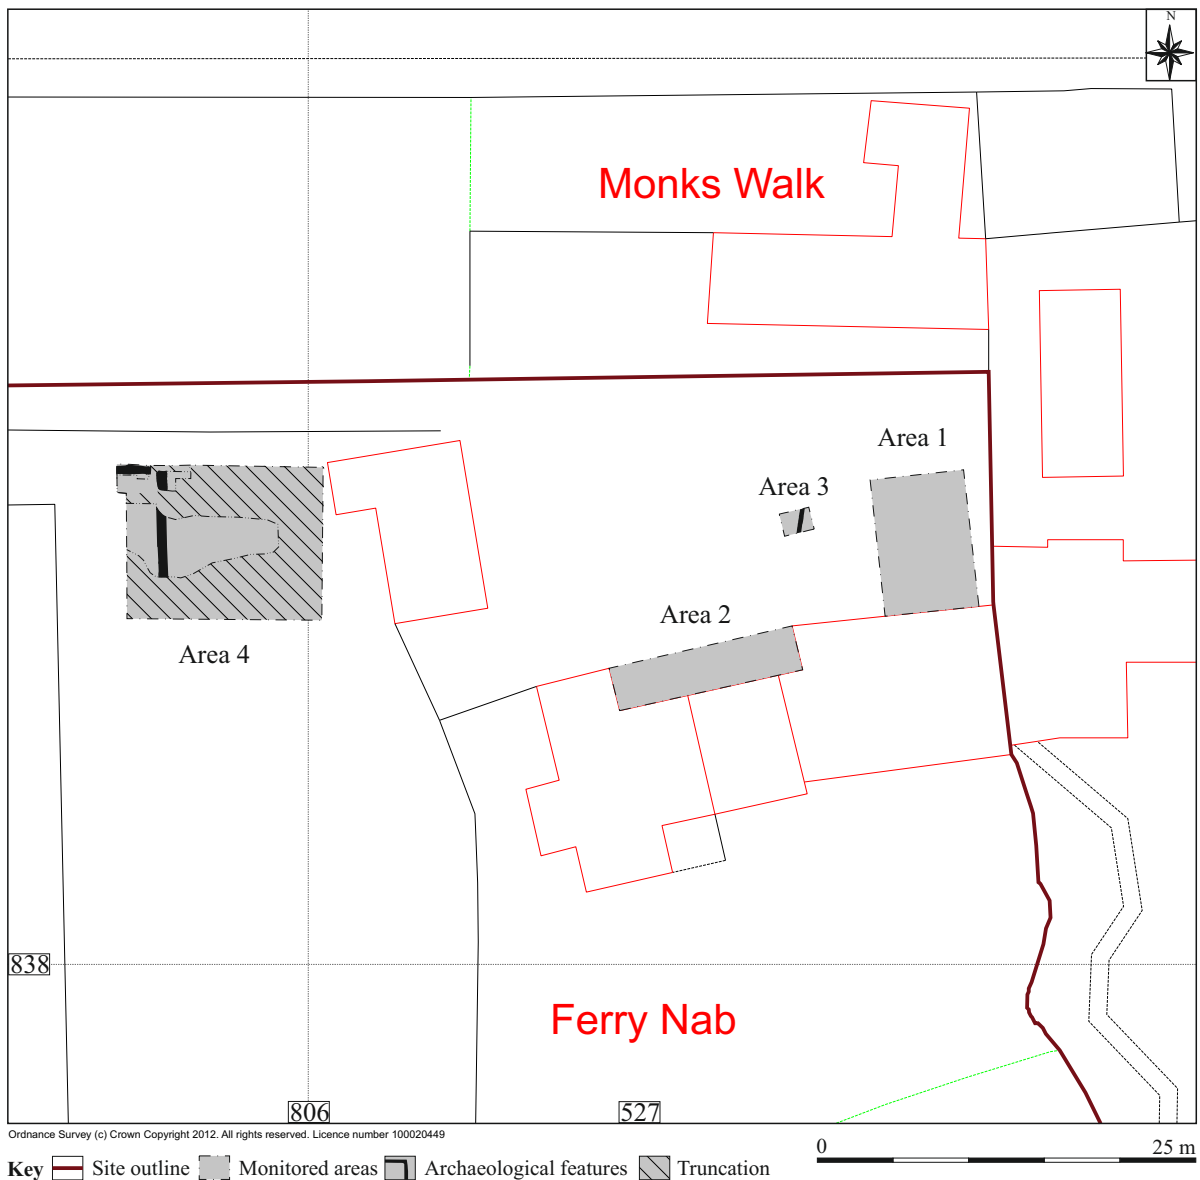 N
Monks Walk
Area 1
Area 3
Area 2
Area 4
838
Ferry Nab
806
527
Ordnance Survey (c) Crown Copyright 2012. All rights reserved. Licence number 100020449
0 25 m
Key Site outline Monitored areas Archaeological features Truncation